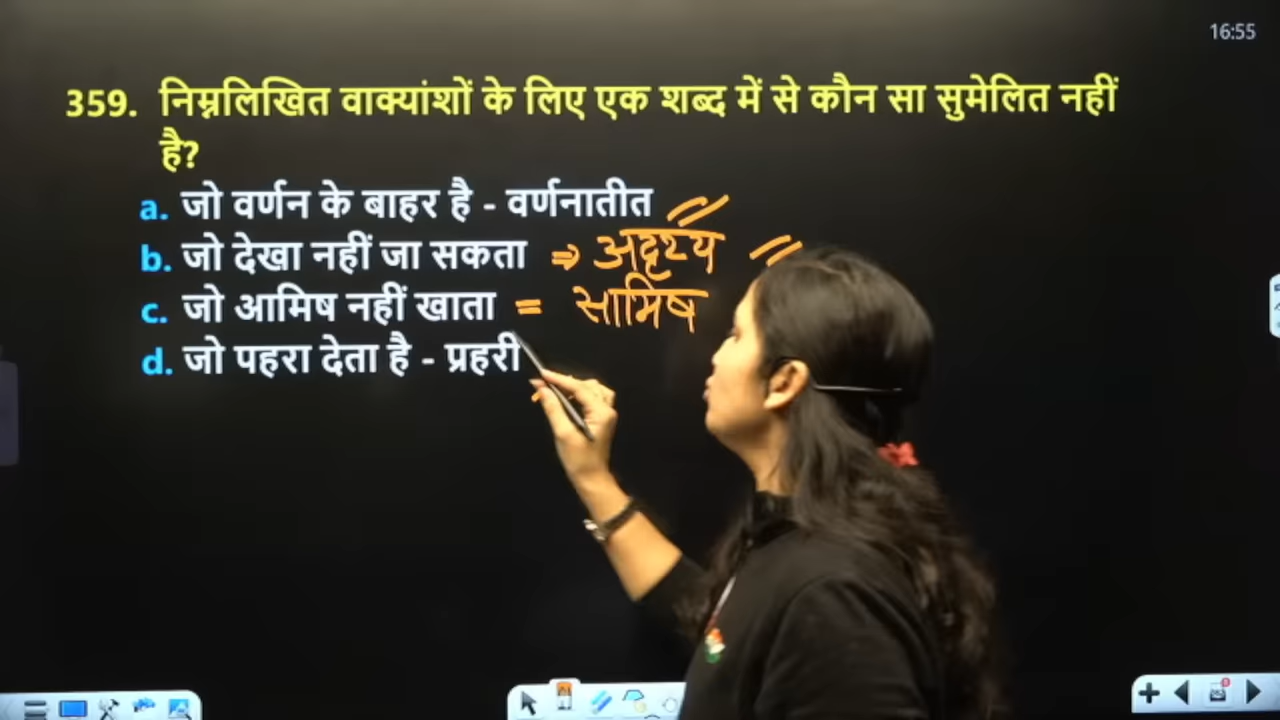 16:55
359. निम्नलिखित वाक्यांशों के लिए एक शब्द में से कौन सा सुमेलित नहीं
है?
a. जो वर्णन के बाहर है - वर्णनातीत
b. जो देखा नहीं जा सकता ⇒ अदृश्य
c. जो आमिष नहीं खाता = सामिष
d. जो पहरा देता है - प्रहरी